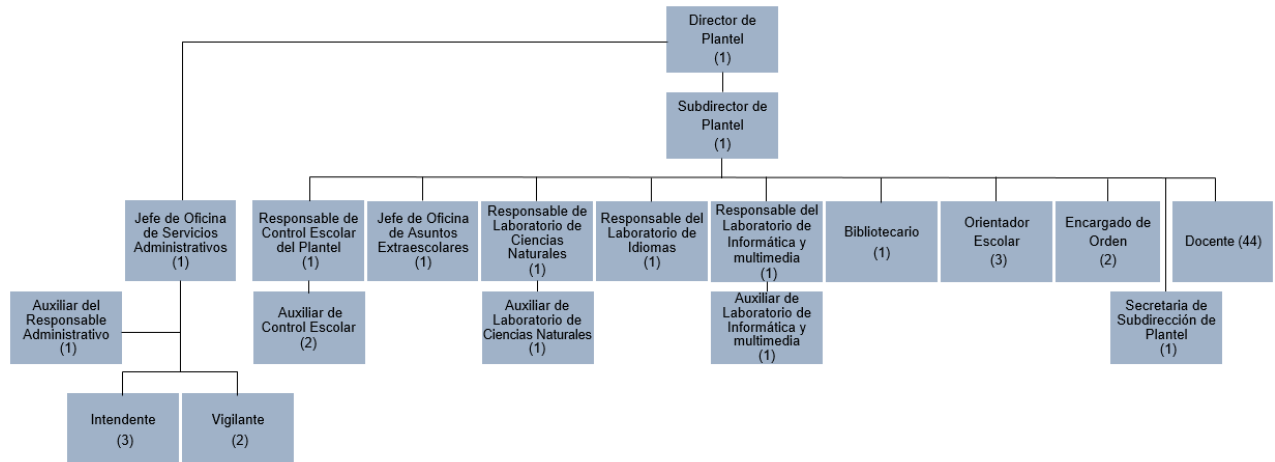 Director de
Plantel
(1)
Subdirector de
Plantel
(1)
Jefe de Oficina
de Servicios
Administrativos
(1)
Responsable de
Control Escolar
del Plantel
(1)
Jefe de Oficina
de Asuntos
Extraescolares
(1)
Responsable de
Laboratorio de
Ciencias
Naturales
(1)
Responsable del
Laboratorio de
Idiomas
(1)
Responsable del
Laboratorio de
Informática y
multimedia
(1)
Bibliotecario
(1)
Orientador
Escolar
(3)
Encargado de
Orden
(2)
Docente (44)
Auxiliar del
Responsable
Administrativo
(1)
Auxiliar de
Control Escolar
(2)
Auxiliar de
Laboratorio de
Ciencias Naturales
(1)
Auxiliar de
Laboratorio de
Informática y
multimedia
(1)
Secretaria de
Subdirección de
Plantel
(1)
Intendente
(3)
Vigilante
(2)